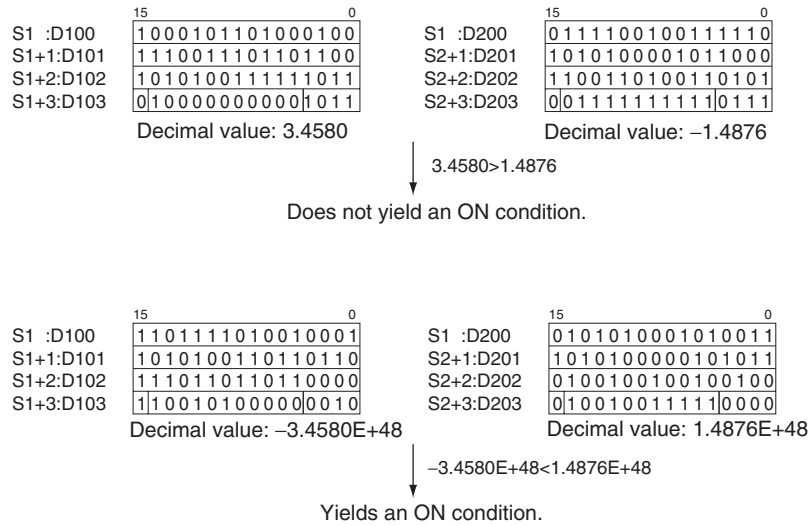 15 0 15 0
S1 :D100 1000101101000100 S1 :D200 0111110010011110
S1+1:D101 1110011101101100 S2+1:D201 1010100001011000
S1+2:D102 1010100111111011 S2+2:D202 1100110100110101
S1+3:D103 0100000000001011 S2+3:D203 0011111111110111
Decimal value: 3.4580 Decimal value: –1.4876
3.4580>1.4876
Does not yield an ON condition.
15 0 15 0
S1 :D100 1101111010010001 S1 :D200 0101010001010011
S1+1:D101 1010100110110110 S2+1:D201 1010100000101011
S1+2:D102 1110110110110000 S2+2:D202 0100100100100100
S1+3:D103 1100101000000010 S2+3:D203 0100100111110000
Decimal value: –3.4580E+48 Decimal value: 1.4876E+48
–3.4580E+48<1.4876E+48
Yields an ON condition.